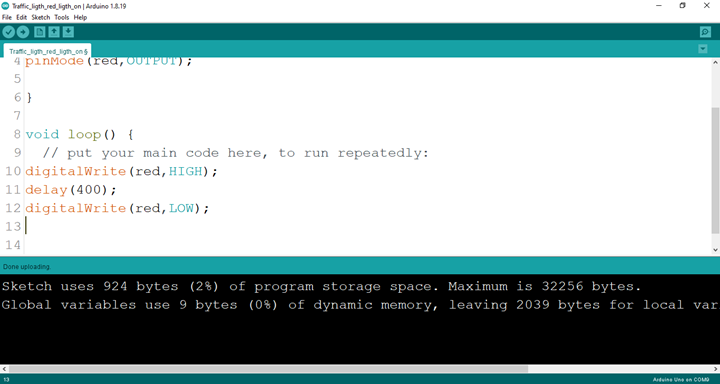 Traffic_ligth_red_ligth_on | Arduino 1.8.19
File Edit Sketch Tools Help
Traffic_ligth_red_ligth_on §
4 pinMode(red,OUTPUT);
5
6 }
7
8 void loop() {
9 // put your main code here, to run repeatedly:
10 digitalWrite(red,HIGH);
11 delay(400);
12 digitalWrite(red,LOW);
13
14
Done uploading.
Sketch uses 924 bytes (2%) of program storage space. Maximum is 32256 bytes.
Global variables use 9 bytes (0%) of dynamic memory, leaving 2039 bytes for local var
13 Arduino Uno on COM9